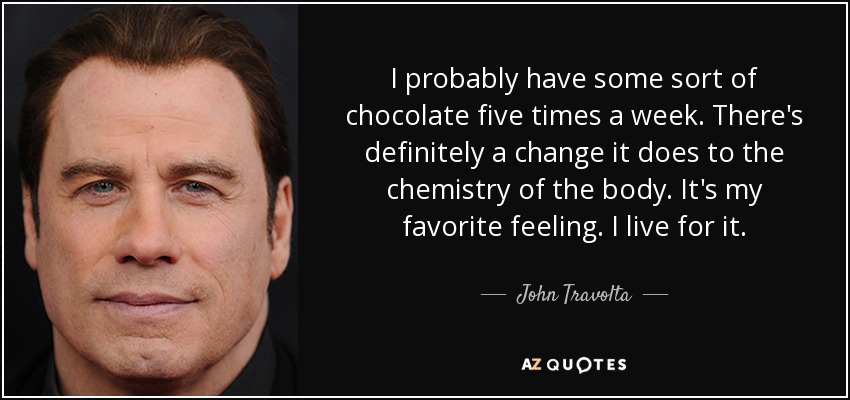 I probably have some sort of
chocolate five times a week. There's
definitely a change it does to the
chemistry of the body. It's my
favorite feeling. I live for it.
John Travolta
AZ QUOTES